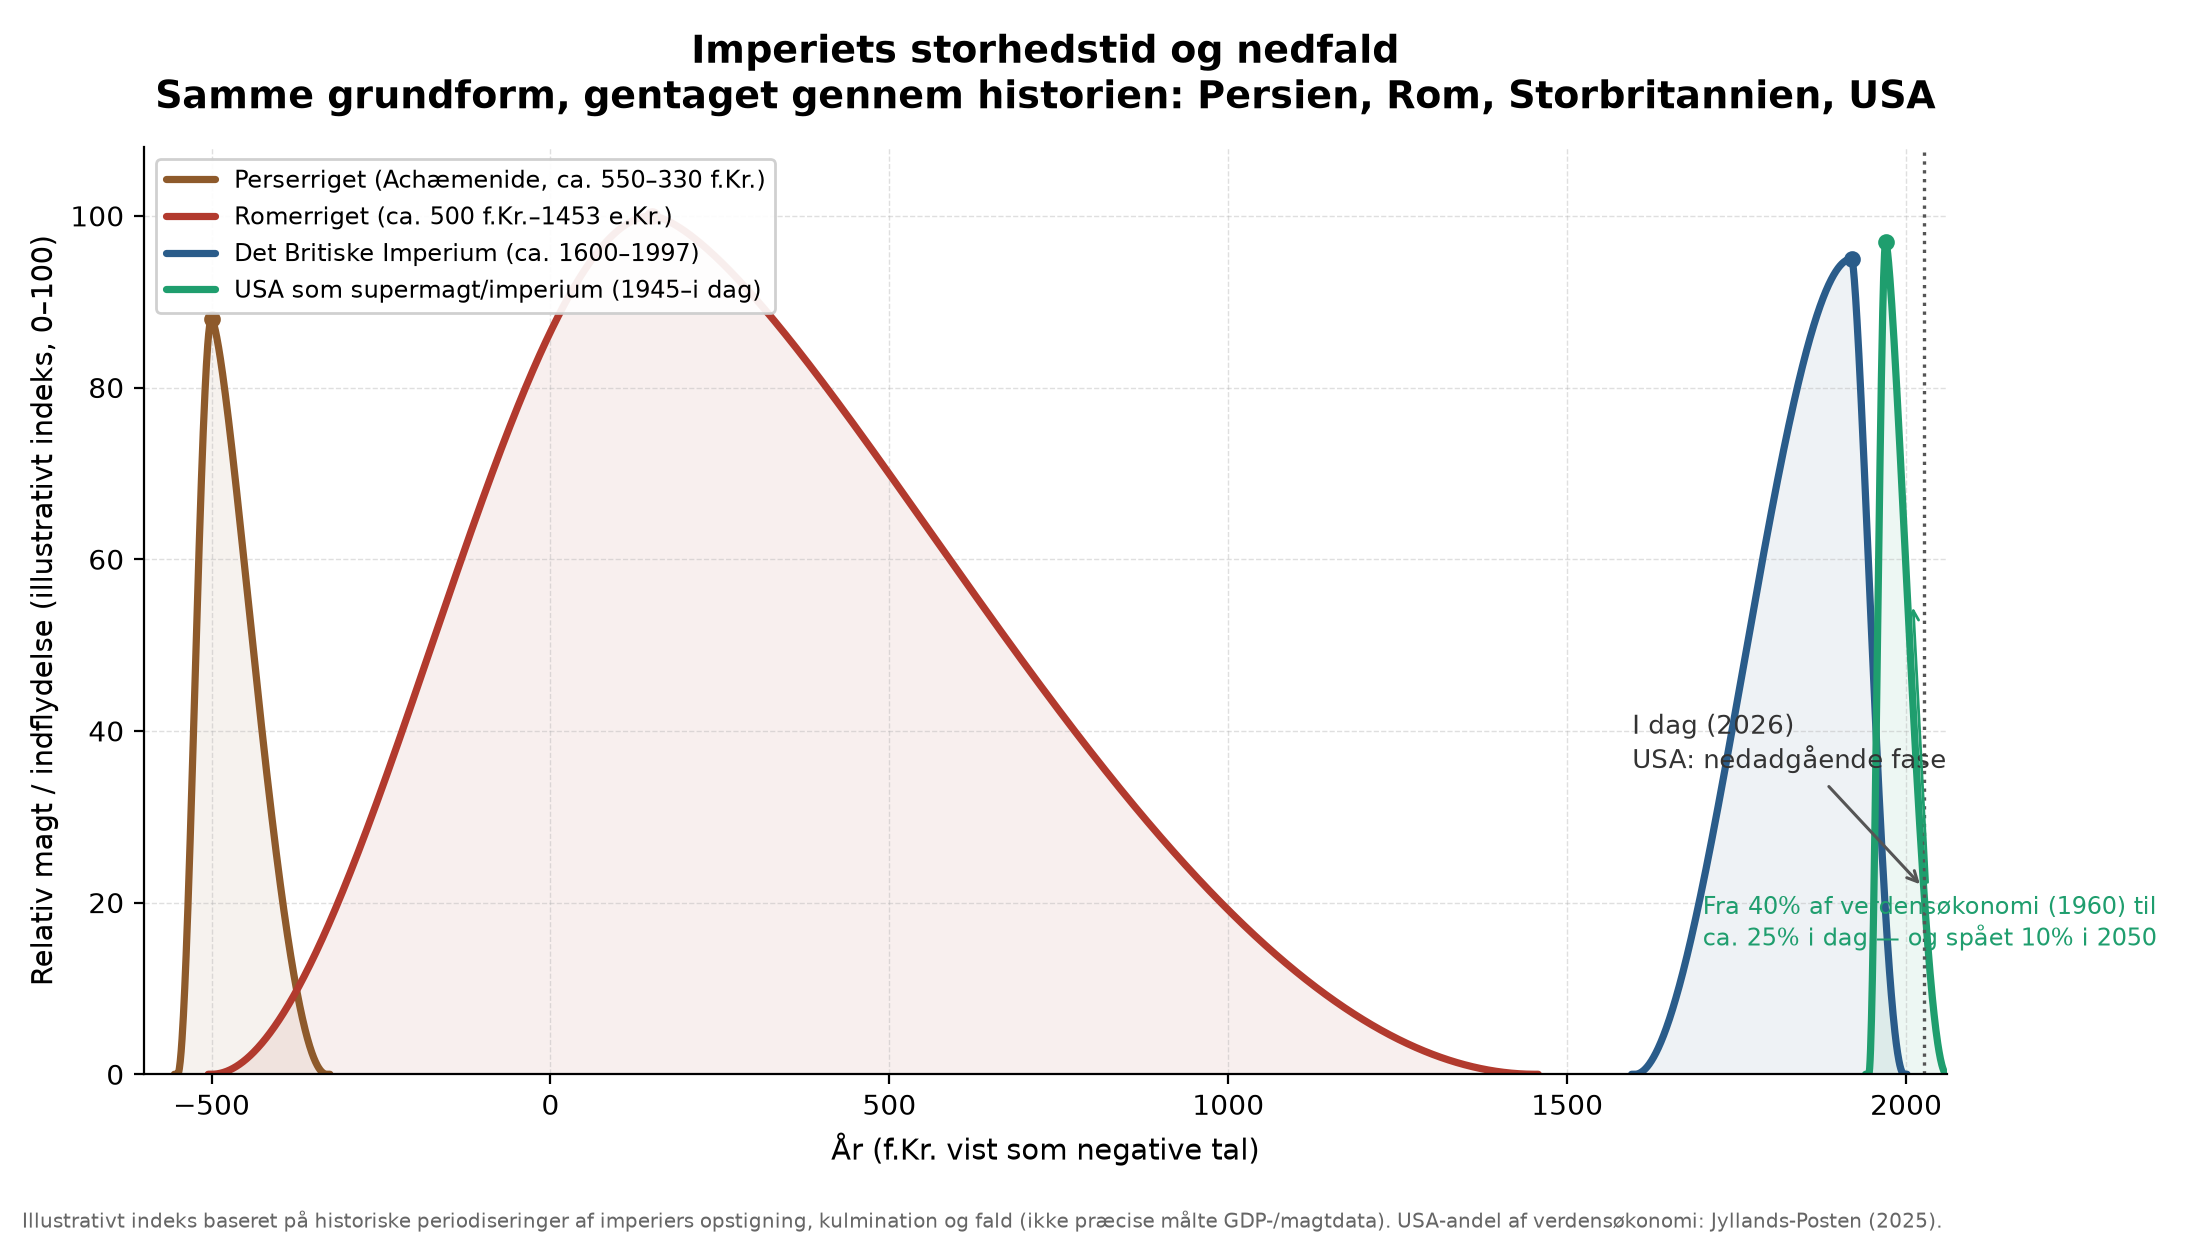 Imperiets storhedstid og nedfald
Samme grundform, gentaget gennem historien: Persien, Rom, Storbritannien, USA
Perserriget (Achæmenide, ca. 550–330 f.Kr.)
Romerriget (ca. 500 f.Kr.–1453 e.Kr.)
Det Britiske Imperium (ca. 1600–1997)
USA som supermagt/imperium (1945–i dag)
Relativ magt / indflydelse (illustrativt indeks, 0–100)
100
80
60
40
20
0
I dag (2026)
USA: nedadgående fase
Fra 40% af verdensøkonomi (1960) til
ca. 25% i dag — og spået 10% i 2050
−500
0
500
1000
1500
2000
År (f.Kr. vist som negative tal)
Illustrativt indeks baseret på historiske periodiseringer af imperiers opstigning, kulmination og fald (ikke præcise målte GDP-/magtdata). USA-andel af verdensøkonomi: Jyllands-Posten (2025).